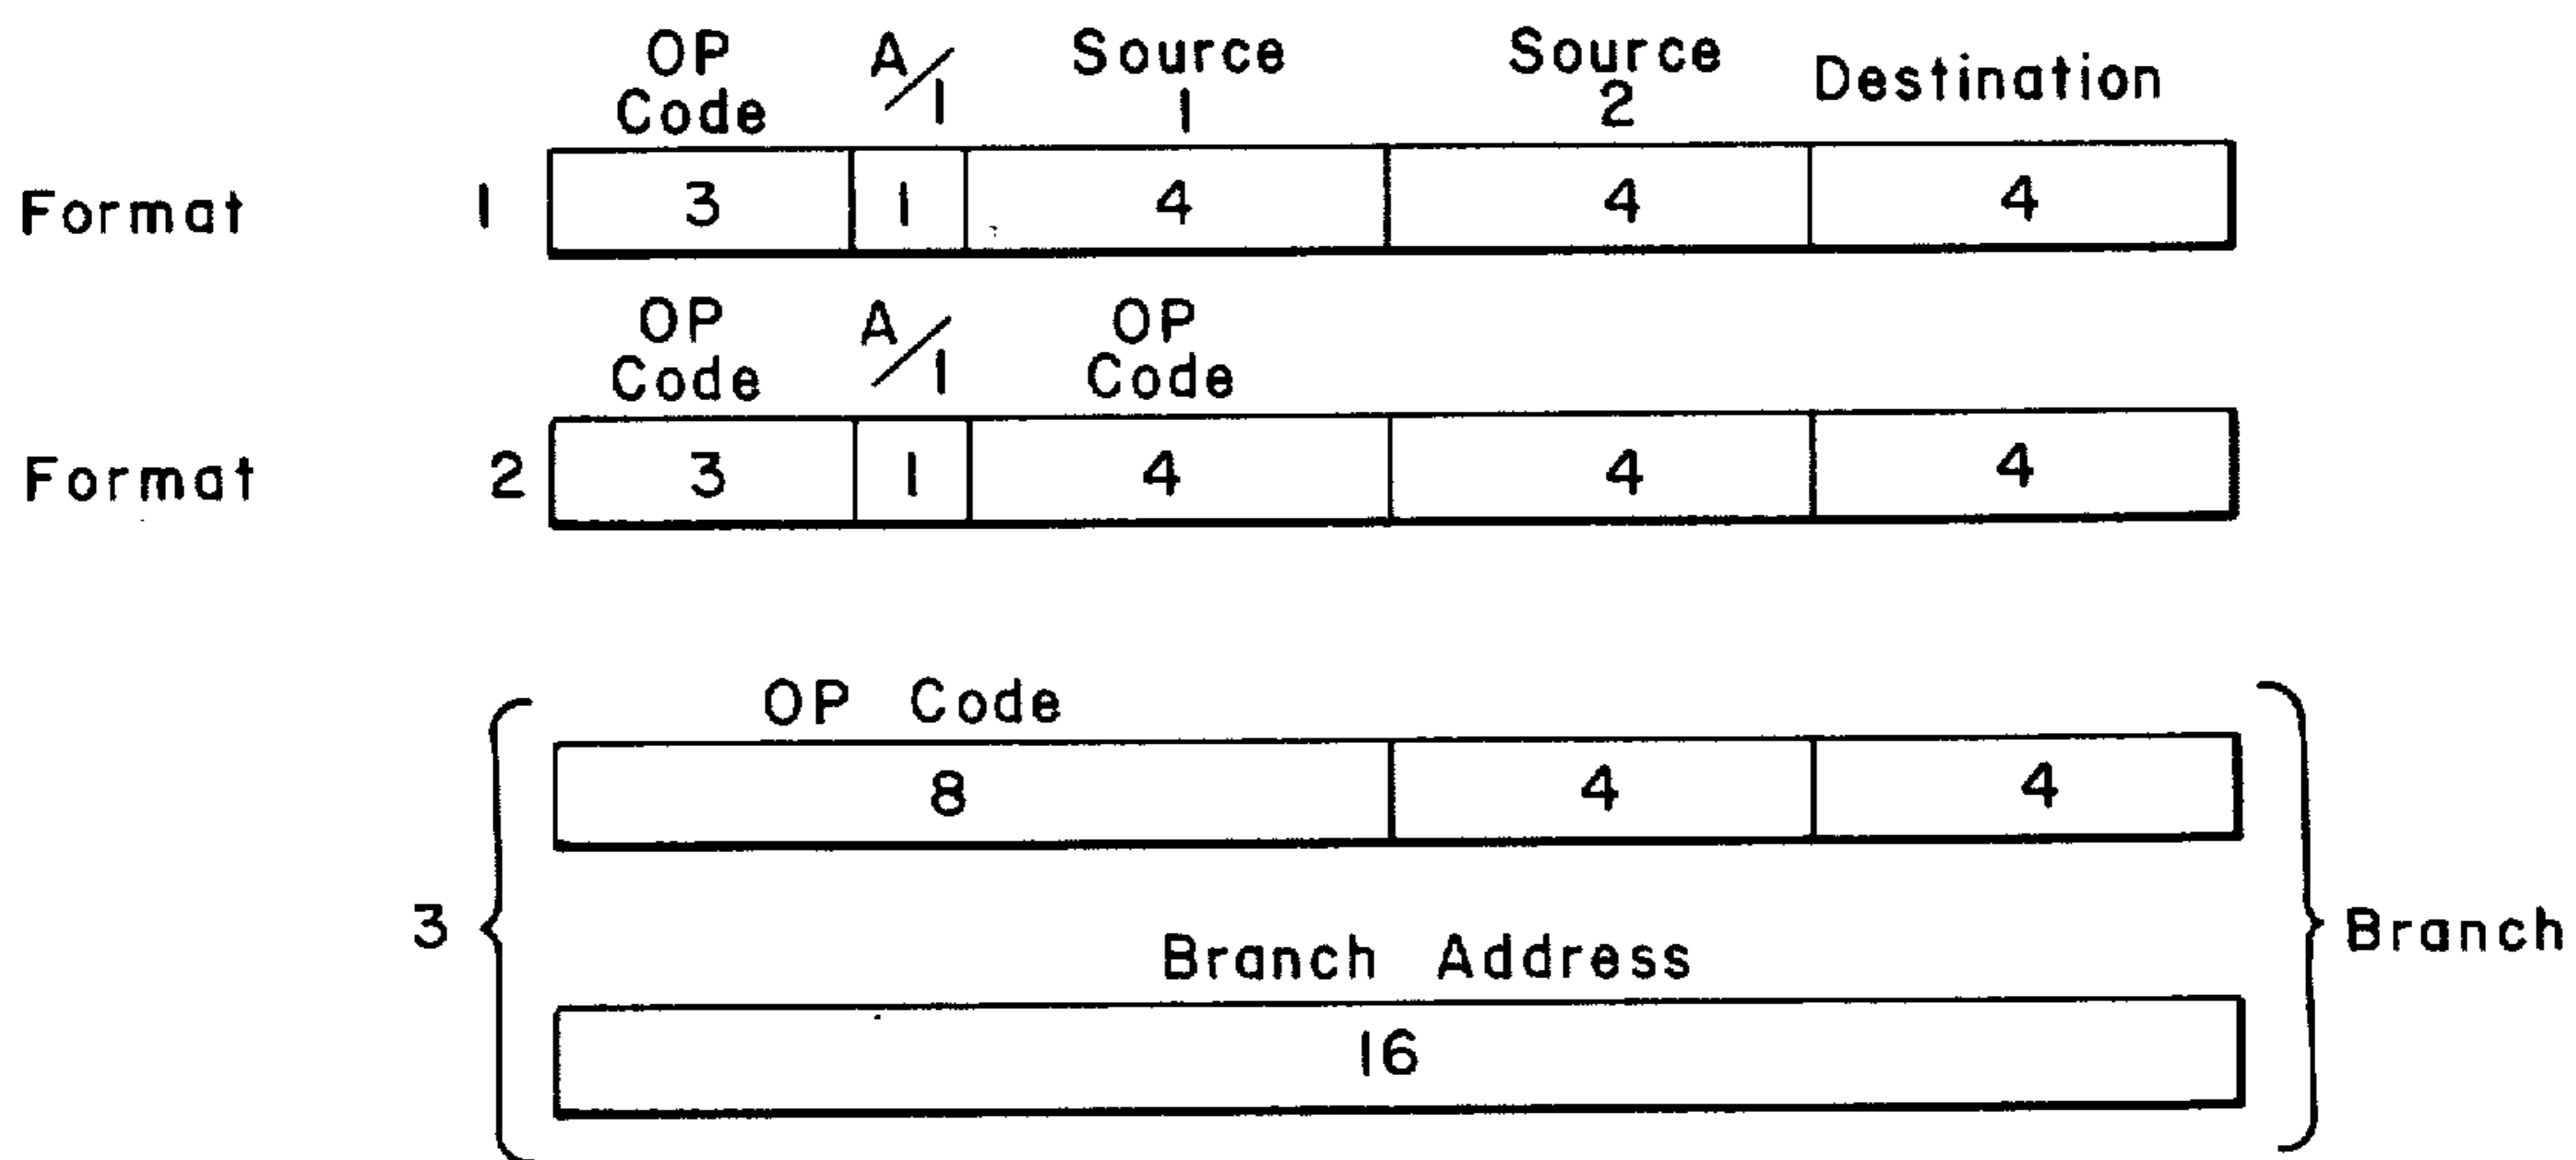 OP Code A/1 Source 1 Source 2 Destination
Format 1 3 1 4 4 4
OP Code A/1 OP Code
Format 2 3 1 4 4 4
OP Code
8 4 4
3 Branch
Branch Address
16